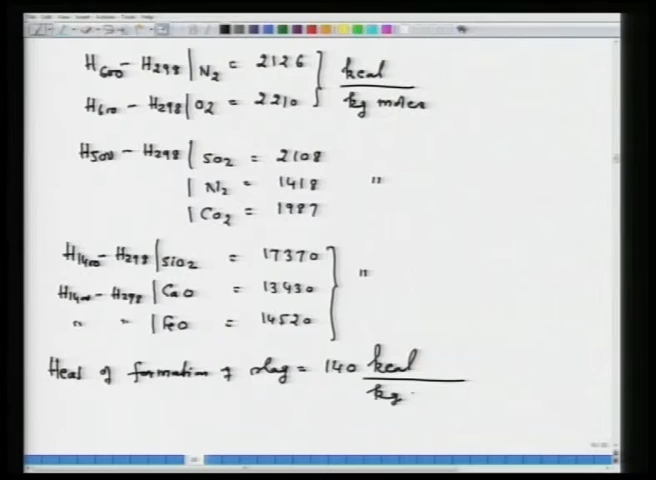 H600 - H298 | N2 = 2126
kcal
kg moles
H600 - H298 | O2 = 2210
H500 - H298 | SO2 = 2108
| N2 = 1418 "
| CO2 = 1987
H1400 - H298 | SiO2 = 17370
H1400 - H298 | CaO = 13430 "
" " | FeO = 14520
Heat of formation of slag = 140 kcal
kg.